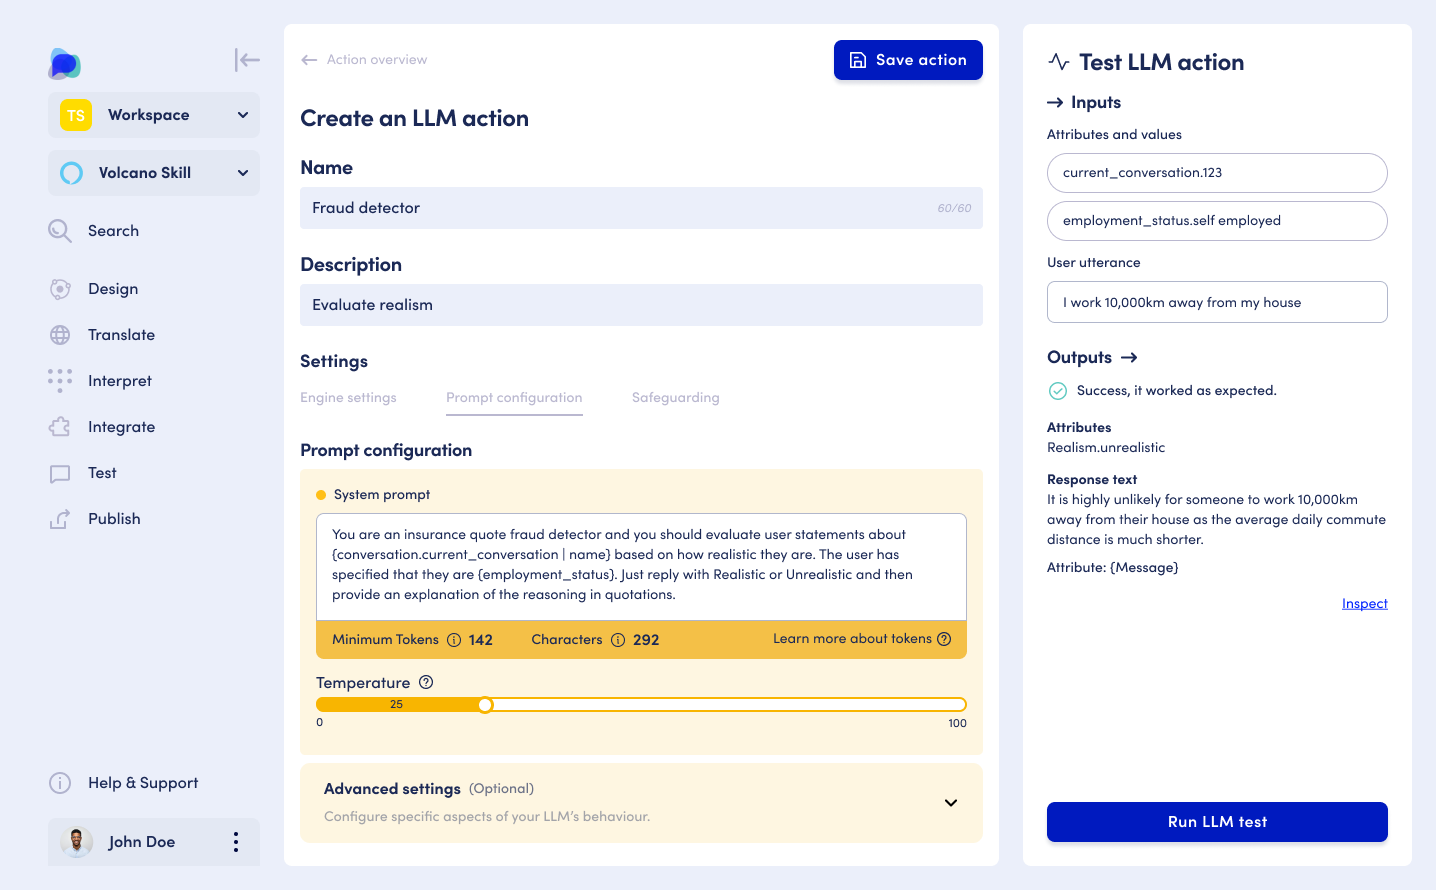 TS
Workspace
Volcano Skill
Search
Design
Translate
Interpret
Integrate
Test
Publish
Help & Support
John Doe
Action overview
Save action
Create an LLM action
Name
Fraud detector
60/60
Description
Evaluate realism
Settings
Engine settings
Prompt configuration
Safeguarding
Prompt configuration
System prompt
You are an insurance quote fraud detector and you should evaluate user statements about
{conversation.current_conversation | name} based on how realistic they are. The user has
specified that they are {employment_status}. Just reply with Realistic or Unrealistic and then
provide an explanation of the reasoning in quotations.
Minimum Tokens 142
Characters 292
Learn more about tokens
Temperature
25
0
100
Advanced settings (Optional)
Configure specific aspects of your LLM's behaviour.
Test LLM action
Inputs
Attributes and values
current_conversation.123
employment_status.self employed
User utterance
I work 10,000km away from my house
Outputs
Success, it worked as expected.
Attributes
Realism.unrealistic
Response text
It is highly unlikely for someone to work 10,000km
away from their house as the average daily commute
distance is much shorter.
Attribute: {Message}
Inspect
Run LLM test